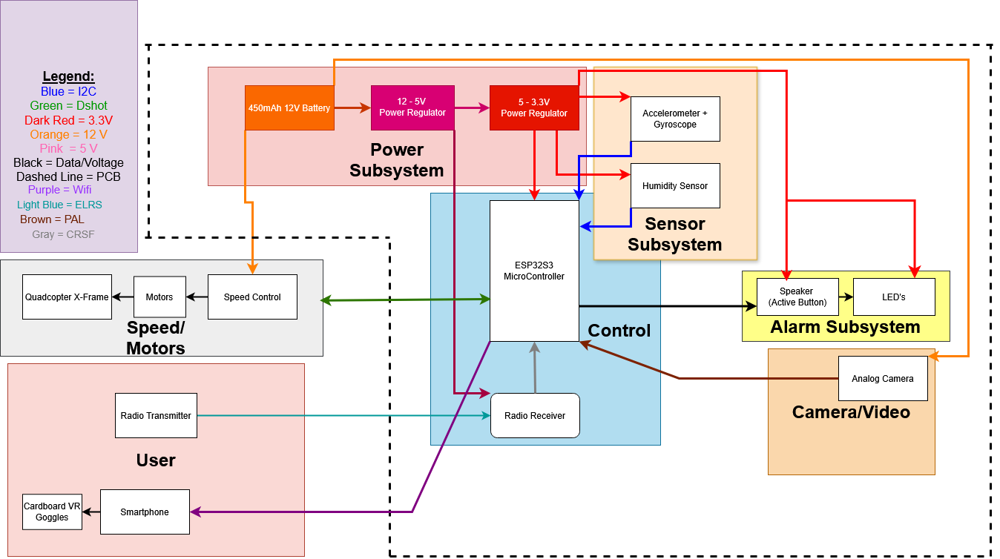 Legend:
Blue = I2C
Green = Dshot
Dark Red = 3.3V
Orange = 12 V
Pink = 5 V
Black = Data/Voltage
Dashed Line = PCB
Purple = Wifi
Light Blue = ELRS
Brown = PAL
Gray = CRSF
450mAh 12V Battery
12 - 5V
Power Regulator
5 - 3.3V
Power Regulator
Power
Subsystem
Accelerometer +
Gyroscope
Humidity Sensor
Sensor
Subsystem
ESP32S3
MicroController
Control
Radio Receiver
Quadcopter X-Frame
Motors
Speed Control
Speed/
Motors
Speaker
(Active Button)
LED's
Alarm Subsystem
Analog Camera
Camera/Video
Radio Transmitter
User
Cardboard VR
Goggles
Smartphone